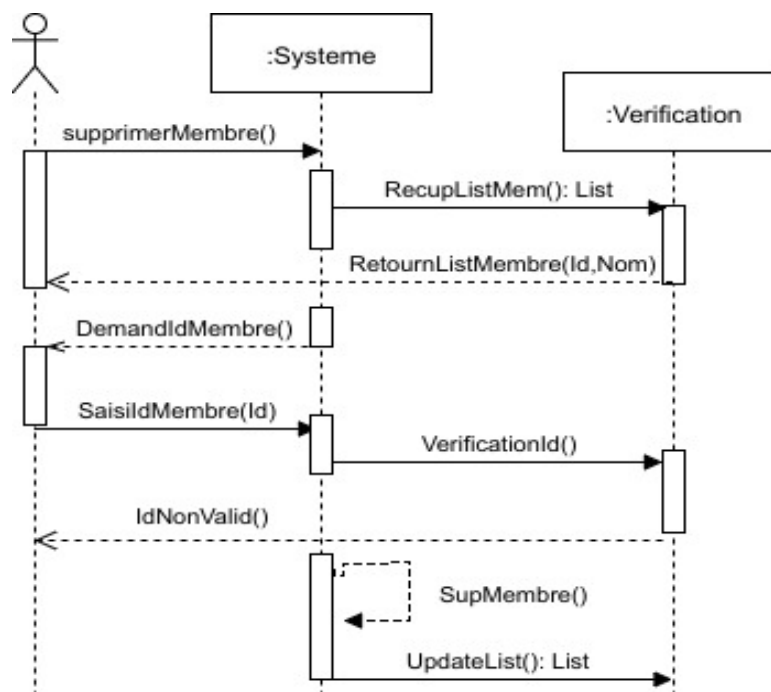 :Systeme
:Verification
supprimerMembre()
RecupListMem(): List
RetournListMembre(Id,Nom)
DemandIdMembre()
SaisiIdMembre(Id)
VerificationId()
IdNonValid()
SupMembre()
UpdateList(): List